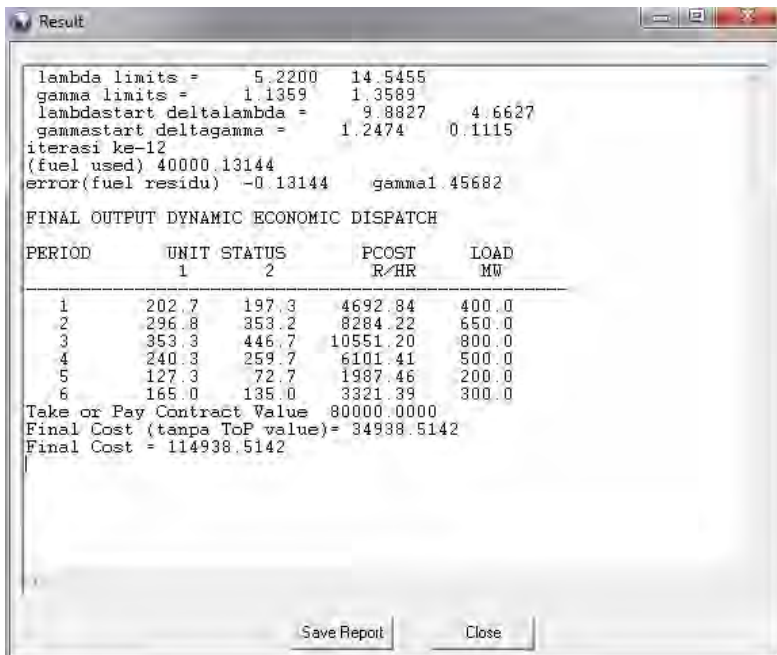 Result
lambda limits = 5.2200 14.5455
gamma limits = 1.1359 1.3589
lambdastart deltalambda = 9.8827 4.6627
gammastart deltagamma = 1.2474 0.1115
iterasi ke-12
(fuel used) 40000.13144
error(fuel residu) -0.13144 gamma1.45682
FINAL OUTPUT DYNAMIC ECONOMIC DISPATCH
PERIOD UNIT STATUS PCOST LOAD
1 2 R/HR MW
1 202.7 197.3 4692.84 400.0
2 296.8 353.2 8284.22 650.0
3 353.3 446.7 10551.20 800.0
4 240.3 259.7 6101.41 500.0
5 127.3 72.7 1987.46 200.0
6 165.0 135.0 3321.39 300.0
Take or Pay Contract Value 80000.0000
Final Cost (tanpa ToP value)= 34938.5142
Final Cost = 114938.5142
Save Report Close